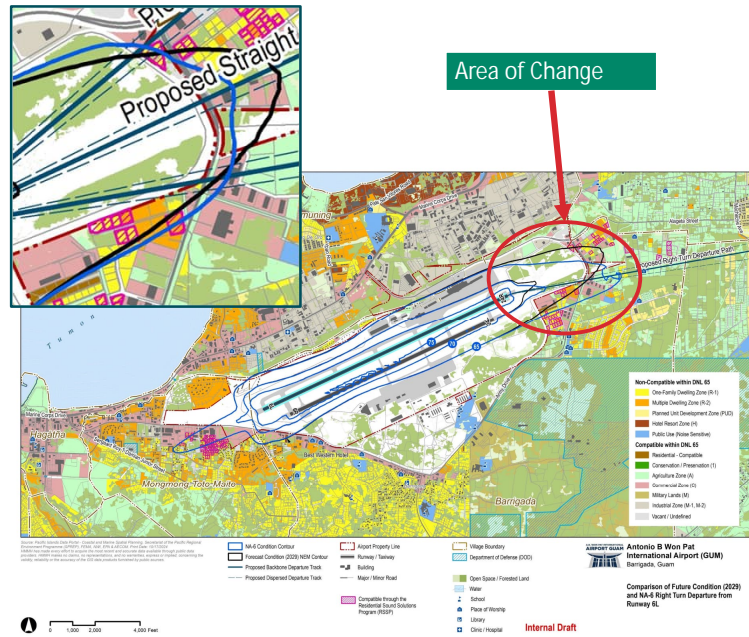 Proposed Straight
Area of Change
Marine Corps Drive
Alageta Street
Proposed Right Turn Departure Path
Tumon
75
70
65
Marine Corps Drive
Hagatna
Best Western Hotel
Mongmong-Toto-Maite
Barrigada
Non-Compatible within DNL 65
One-Family Dwelling Zone (R-1)
Multiple Dwelling Zone (R-2)
Planned Unit Development Zone (PUD)
Hotel Resort Zone (H)
Public Use (Noise Sensitive)
Compatible within DNL 65
Residential - Compatible
Conservation / Preservation (1)
Agriculture Zone (A)
Commercial Zone (C)
Military Lands (M)
Industrial Zone (M-1, M-2)
Vacant / Undefined
NA-6 Condition Contour
Forecast Condition (2029) NEM Contour
Proposed Backbone Departure Track
Proposed Dispersed Departure Track
Airport Property Line
Runway / Taxiway
Building
Major / Minor Road
Compatible through the
Residential Sound Solutions
Program (RSSP)
Village Boundary
Department of Defense (DOD)
Open Space / Forested Land
Water
School
Place of Worship
Library
Clinic / Hospital
AIRPORT GUAM
Antonio B Won Pat
International Airport (GUM)
Barrigada, Guam
Comparison of Future Condition (2029)
and NA-6 Right Turn Departure from
Runway 6L
Internal Draft
0 1,000 2,000 4,000 Feet